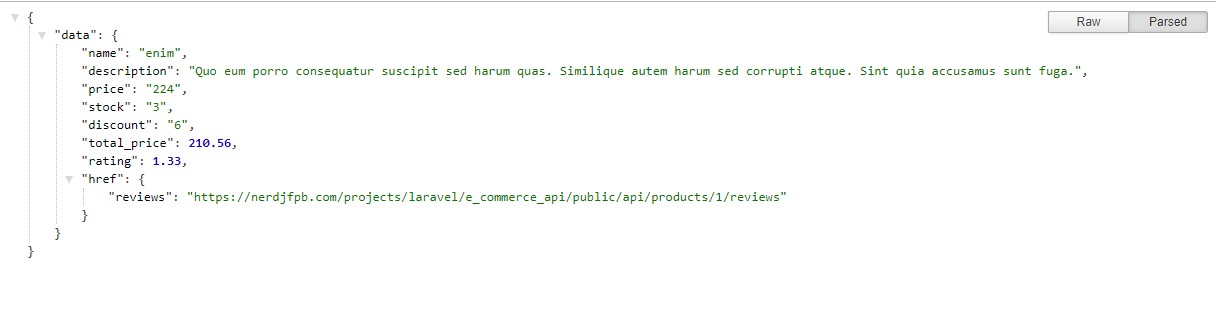 Raw Parsed
{
"data": {
"name": "enim",
"description": "Quo eum porro consequatur suscipit sed harum quas. Similique autem harum sed corrupti atque. Sint quia accusamus sunt fuga.",
"price": "224",
"stock": "3",
"discount": "6",
"total_price": 210.56,
"rating": 1.33,
"href": {
"reviews": "https://nerdjfpb.com/projects/laravel/e_commerce_api/public/api/products/1/reviews"
}
}
}